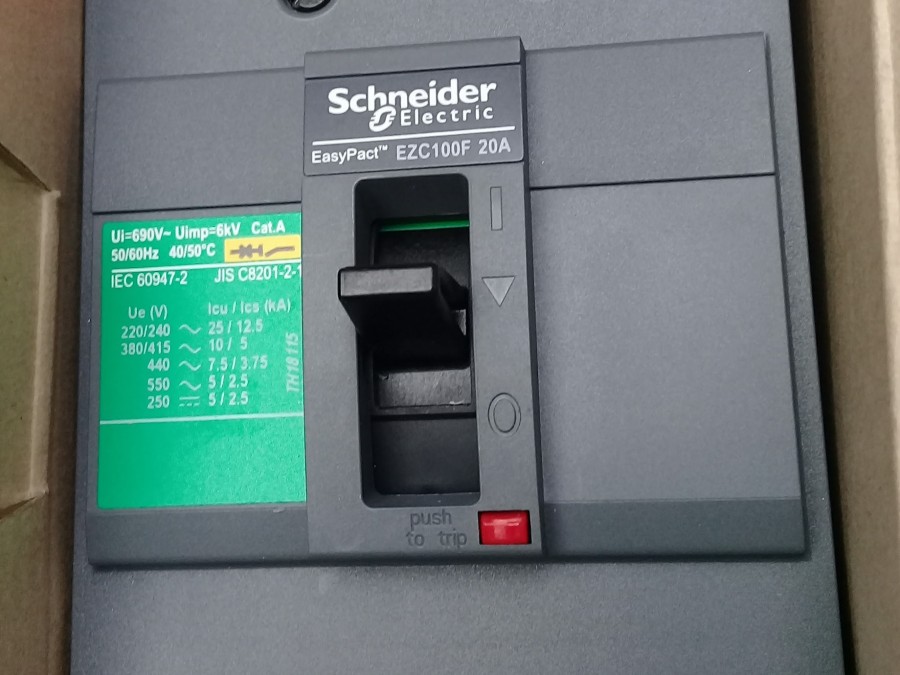 Schneider
Electric
EasyPact™ EZC100F 20A
Ui=690V~ Uimp=6kV Cat.A
50/60Hz 40/50°C
IEC 60947-2 JIS C8201-2-1
Ue (V) Icu / Ics (kA)
220/240 ~ 25 / 12.5
380/415 ~ 10 / 5
440 ~ 7.5 / 3.75
550 ~ 5 / 2.5
250 ⎓ 5 / 2.5
TH18115
push
to trip